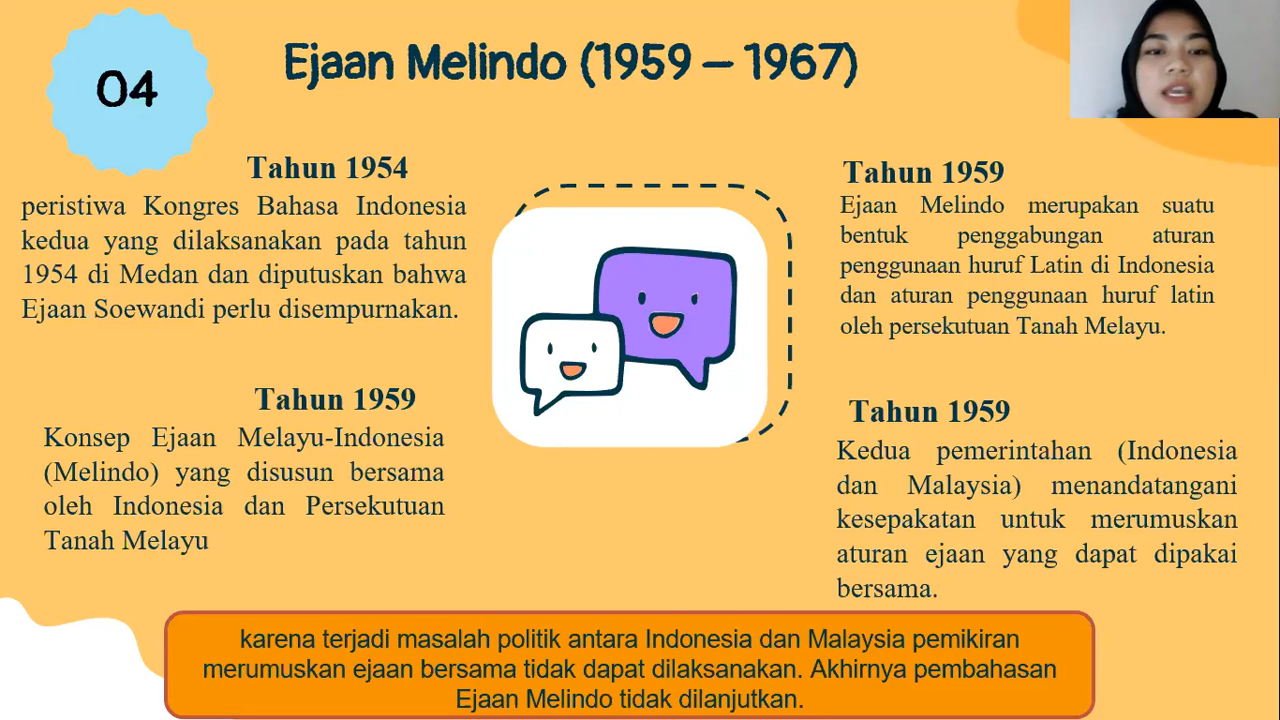 04
Ejaan Melindo (1959 – 1967)
Tahun 1954
peristiwa Kongres Bahasa Indonesia
kedua yang dilaksanakan pada tahun
1954 di Medan dan diputuskan bahwa
Ejaan Soewandi perlu disempurnakan.
Tahun 1959
Konsep Ejaan Melayu-Indonesia
(Melindo) yang disusun bersama
oleh Indonesia dan Persekutuan
Tanah Melayu
Tahun 1959
Ejaan Melindo merupakan suatu
bentuk penggabungan aturan
penggunaan huruf Latin di Indonesia
dan aturan penggunaan huruf latin
oleh persekutuan Tanah Melayu.
Tahun 1959
Kedua pemerintahan (Indonesia
dan Malaysia) menandatangani
kesepakatan untuk merumuskan
aturan ejaan yang dapat dipakai
bersama.
karena terjadi masalah politik antara Indonesia dan Malaysia pemikiran
merumuskan ejaan bersama tidak dapat dilaksanakan. Akhirnya pembahasan
Ejaan Melindo tidak dilanjutkan.